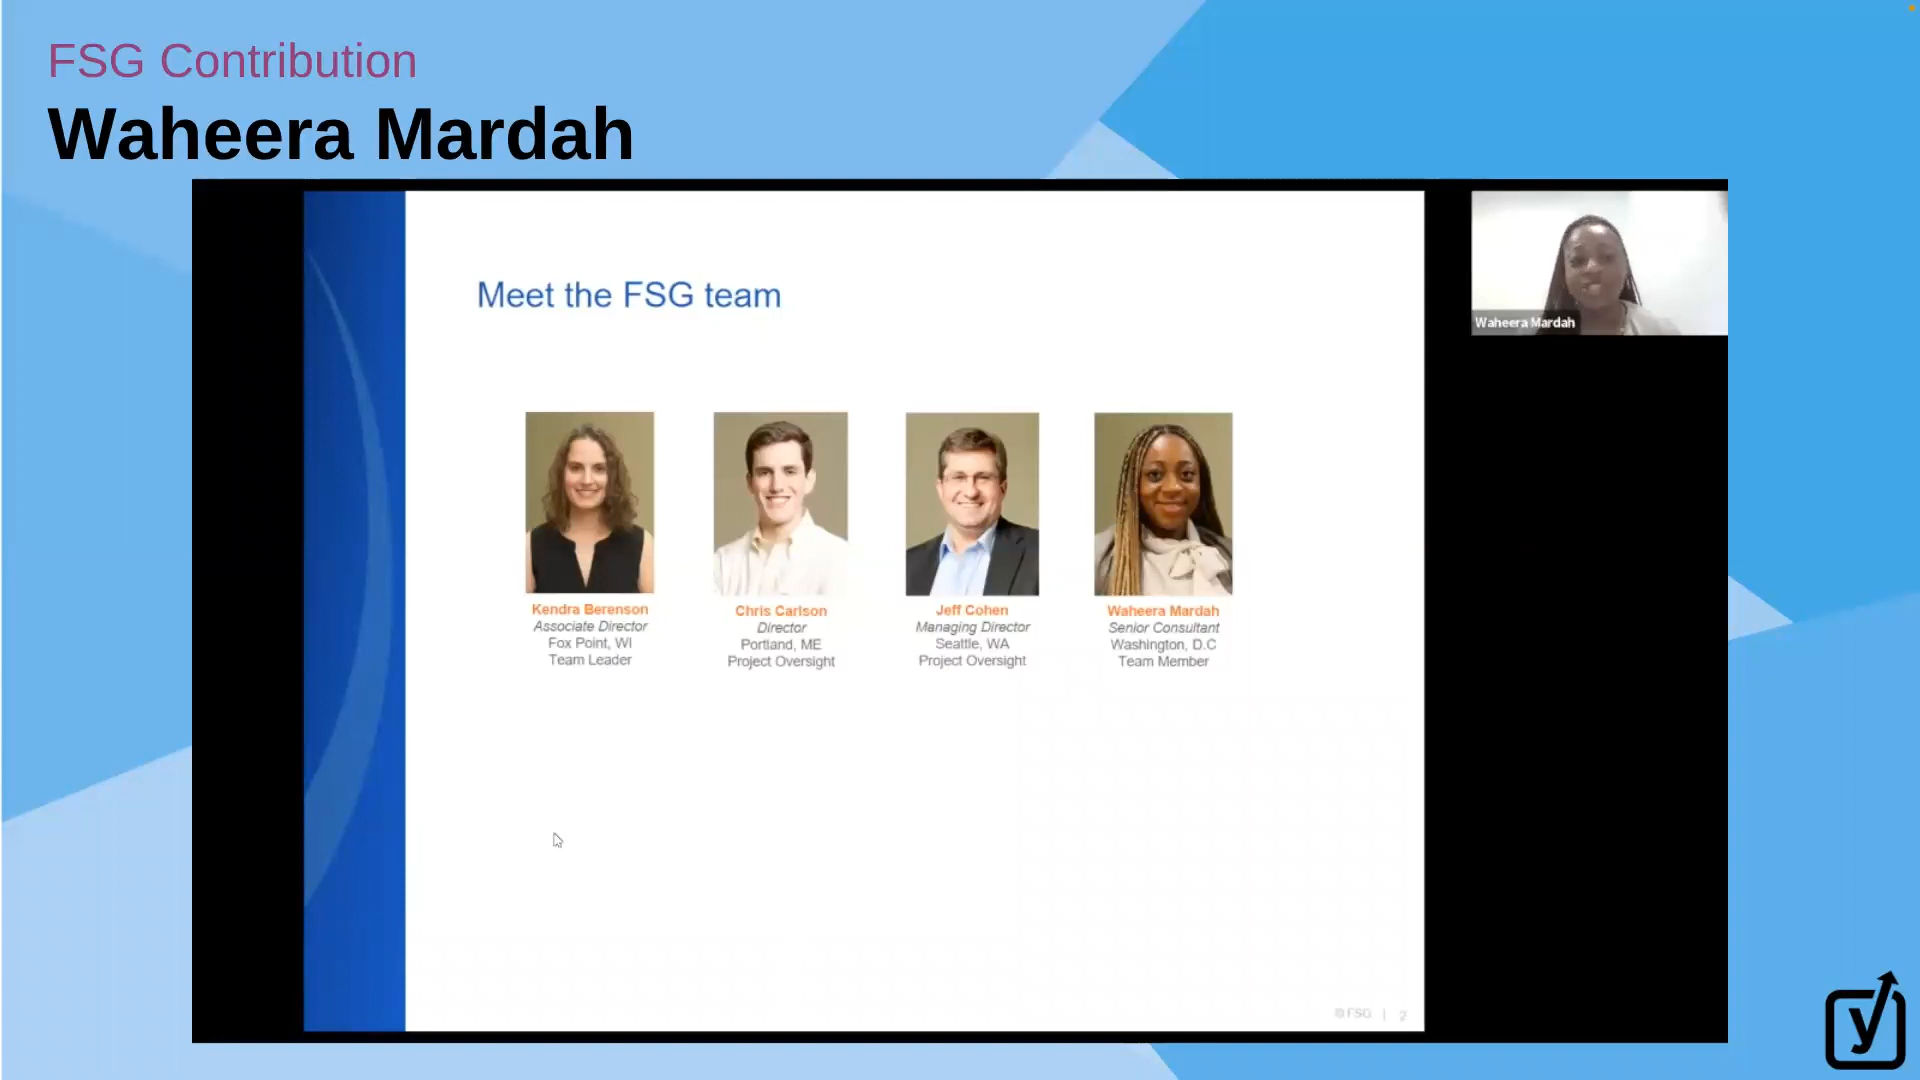 FSG Contribution
Waheera Mardah
Waheera Mardah
Meet the FSG team
Kendra Berenson
Associate Director
Fox Point, WI
Team Leader
Chris Carlson
Director
Portland, ME
Project Oversight
Jeff Cohen
Managing Director
Seattle, WA
Project Oversight
Waheera Mardah
Senior Consultant
Washington, D.C
Team Member
© FSG | 2
y